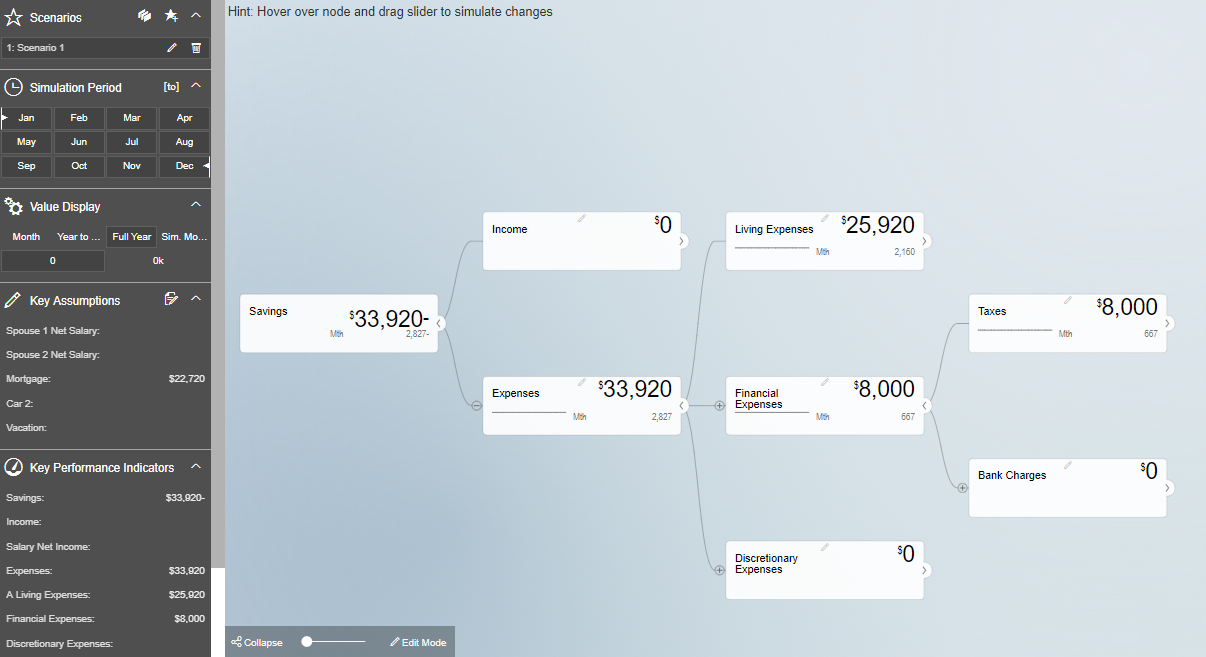 Scenarios
1: Scenario 1
Simulation Period [to]
Jan Feb Mar Apr
May Jun Jul Aug
Sep Oct Nov Dec
Value Display
Month Year to ... Full Year Sim. Mo...
0 0k
Key Assumptions
Spouse 1 Net Salary:
Spouse 2 Net Salary:
Mortgage: $22,720
Car 2:
Vacation:
Key Performance Indicators
Savings: $33,920-
Income:
Salary Net Income:
Expenses: $33,920
A Living Expenses: $25,920
Financial Expenses: $8,000
Discretionary Expenses:
Hint: Hover over node and drag slider to simulate changes
Savings $33,920-
Mth 2,827-
Income $0
Expenses $33,920
Mth 2,827
Living Expenses $25,920
Mth 2,160
Financial
Expenses $8,000
Mth 667
Discretionary
Expenses $0
Taxes $8,000
Mth 667
Bank Charges $0
Collapse Edit Mode